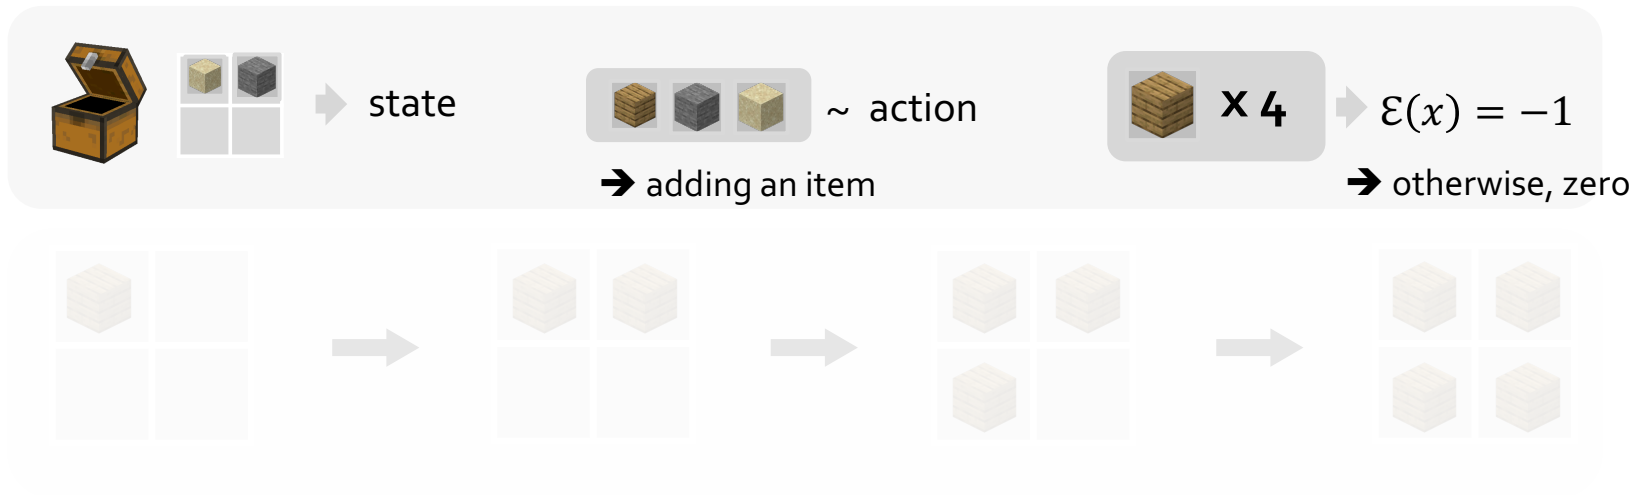 state
~ action
➔ adding an item
x 4
ℰ(x) = −1
➔ otherwise, zero